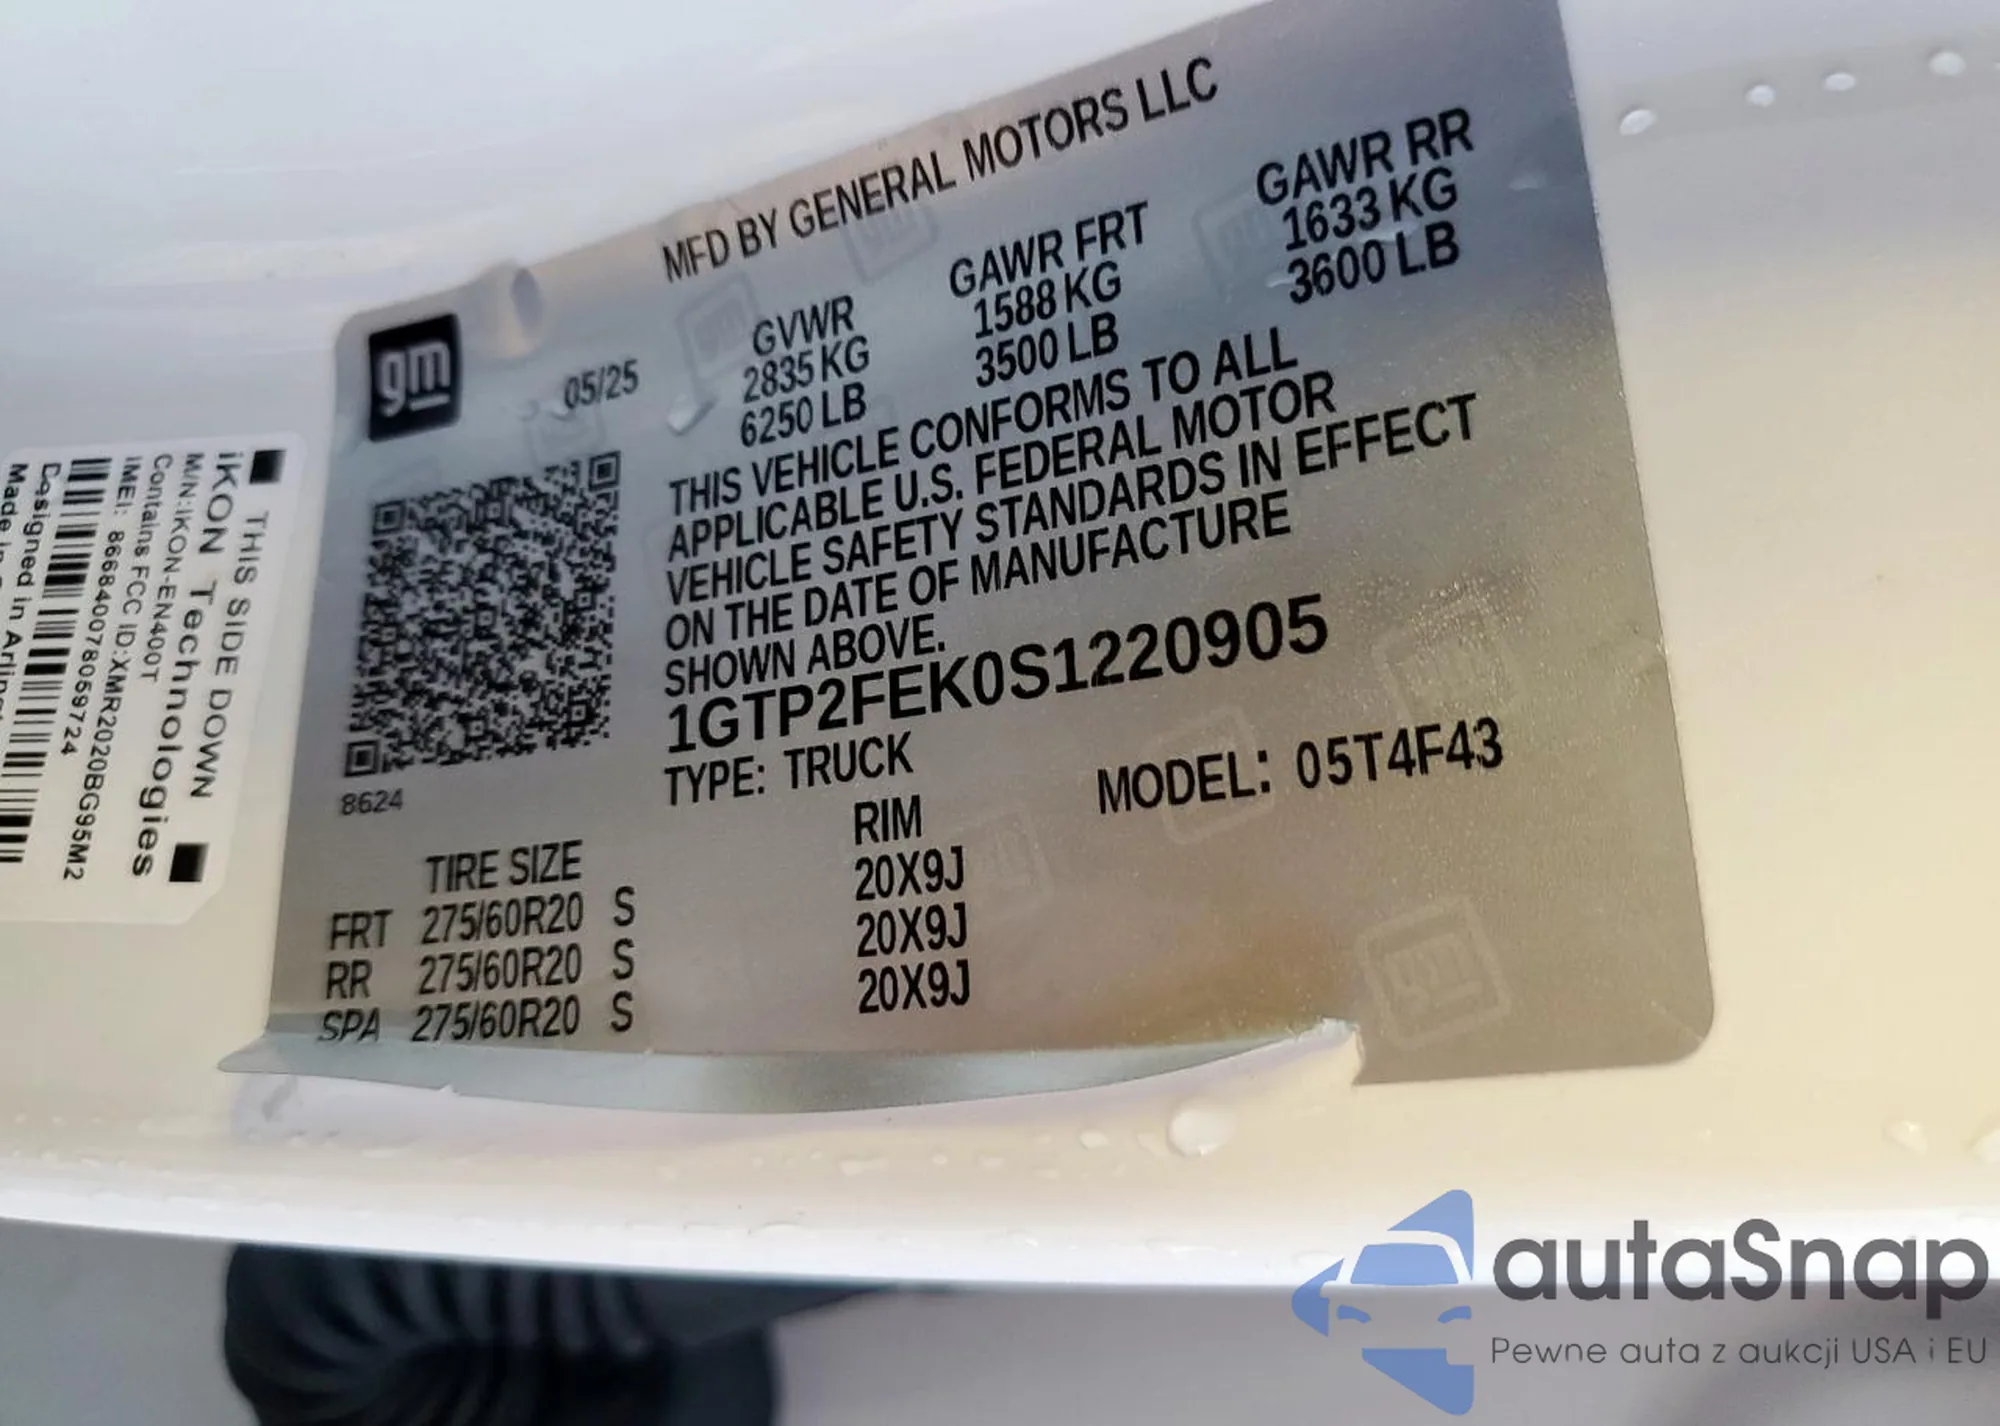 MFD BY GENERAL MOTORS LLC
gm
05/25
GVWR GAWR FRT GAWR RR
2835 KG 1588 KG 1633 KG
6250 LB 3500 LB 3600 LB
THIS VEHICLE CONFORMS TO ALL
APPLICABLE U.S. FEDERAL MOTOR
VEHICLE SAFETY STANDARDS IN EFFECT
ON THE DATE OF MANUFACTURE
SHOWN ABOVE.
1GTP2FEK0S1220905
TYPE: TRUCK MODEL: 05T4F43
8624
TIRE SIZE RIM
FRT 275/60R20 S 20X9J
RR 275/60R20 S 20X9J
SPA 275/60R20 S 20X9J
THIS SIDE DOWN
iKON Technologies
M/N:IKON-EN400T
Contains FCC ID:XMR2020BG95M2
IMEI: 866840078059724
Designed in
Made in
autaSnap
Pewne auta z aukcji USA i EU